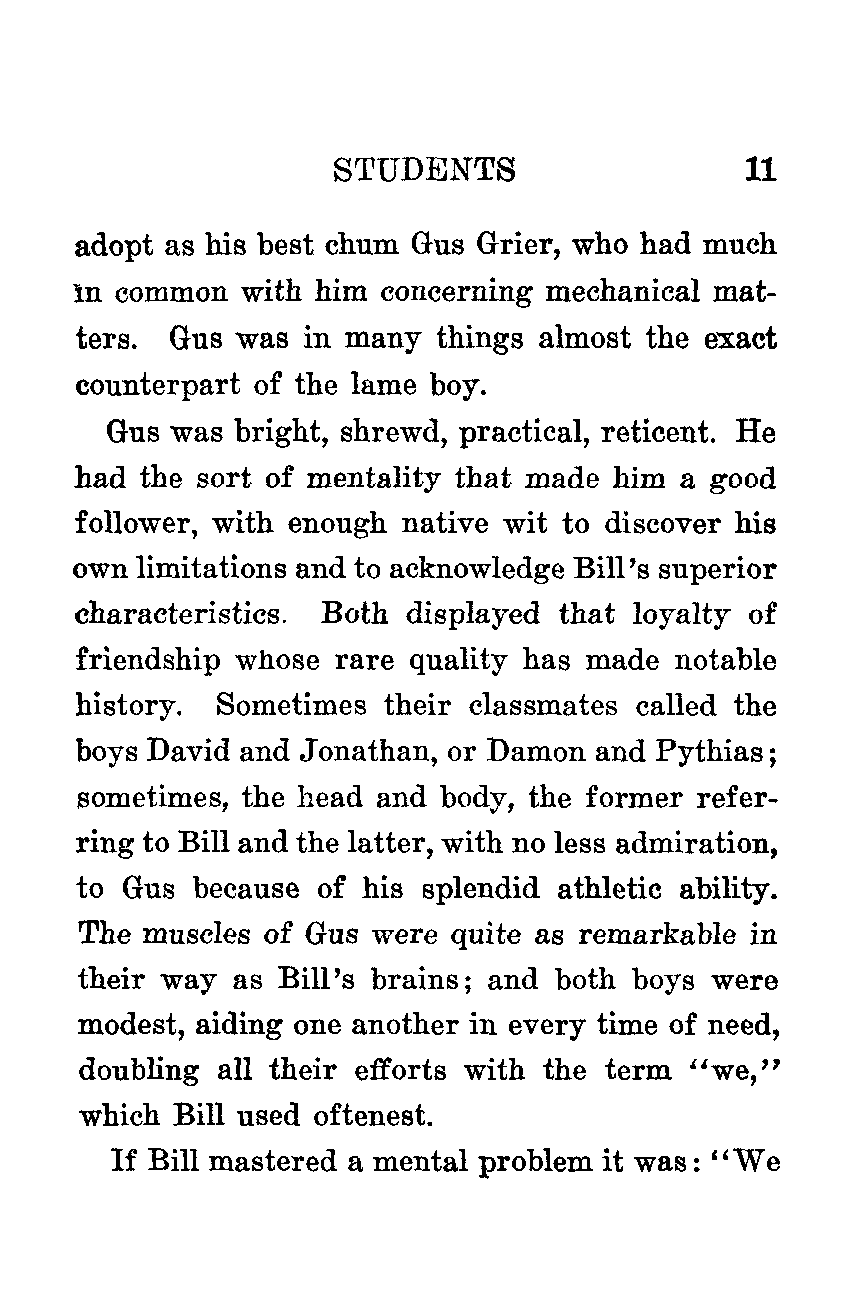 STUDENTS 11
adopt as his best chum Gus Grier, who had much
in common with him concerning mechanical mat-
ters. Gus was in many things almost the exact
counterpart of the lame boy.
Gus was bright, shrewd, practical, reticent. He
had the sort of mentality that made him a good
follower, with enough native wit to discover his
own limitations and to acknowledge Bill's superior
characteristics. Both displayed that loyalty of
friendship whose rare quality has made notable
history. Sometimes their classmates called the
boys David and Jonathan, or Damon and Pythias;
sometimes, the head and body, the former refer-
ring to Bill and the latter, with no less admiration,
to Gus because of his splendid athletic ability.
The muscles of Gus were quite as remarkable in
their way as Bill's brains; and both boys were
modest, aiding one another in every time of need,
doubling all their efforts with the term "we,"
which Bill used oftenest.
If Bill mastered a mental problem it was: "We